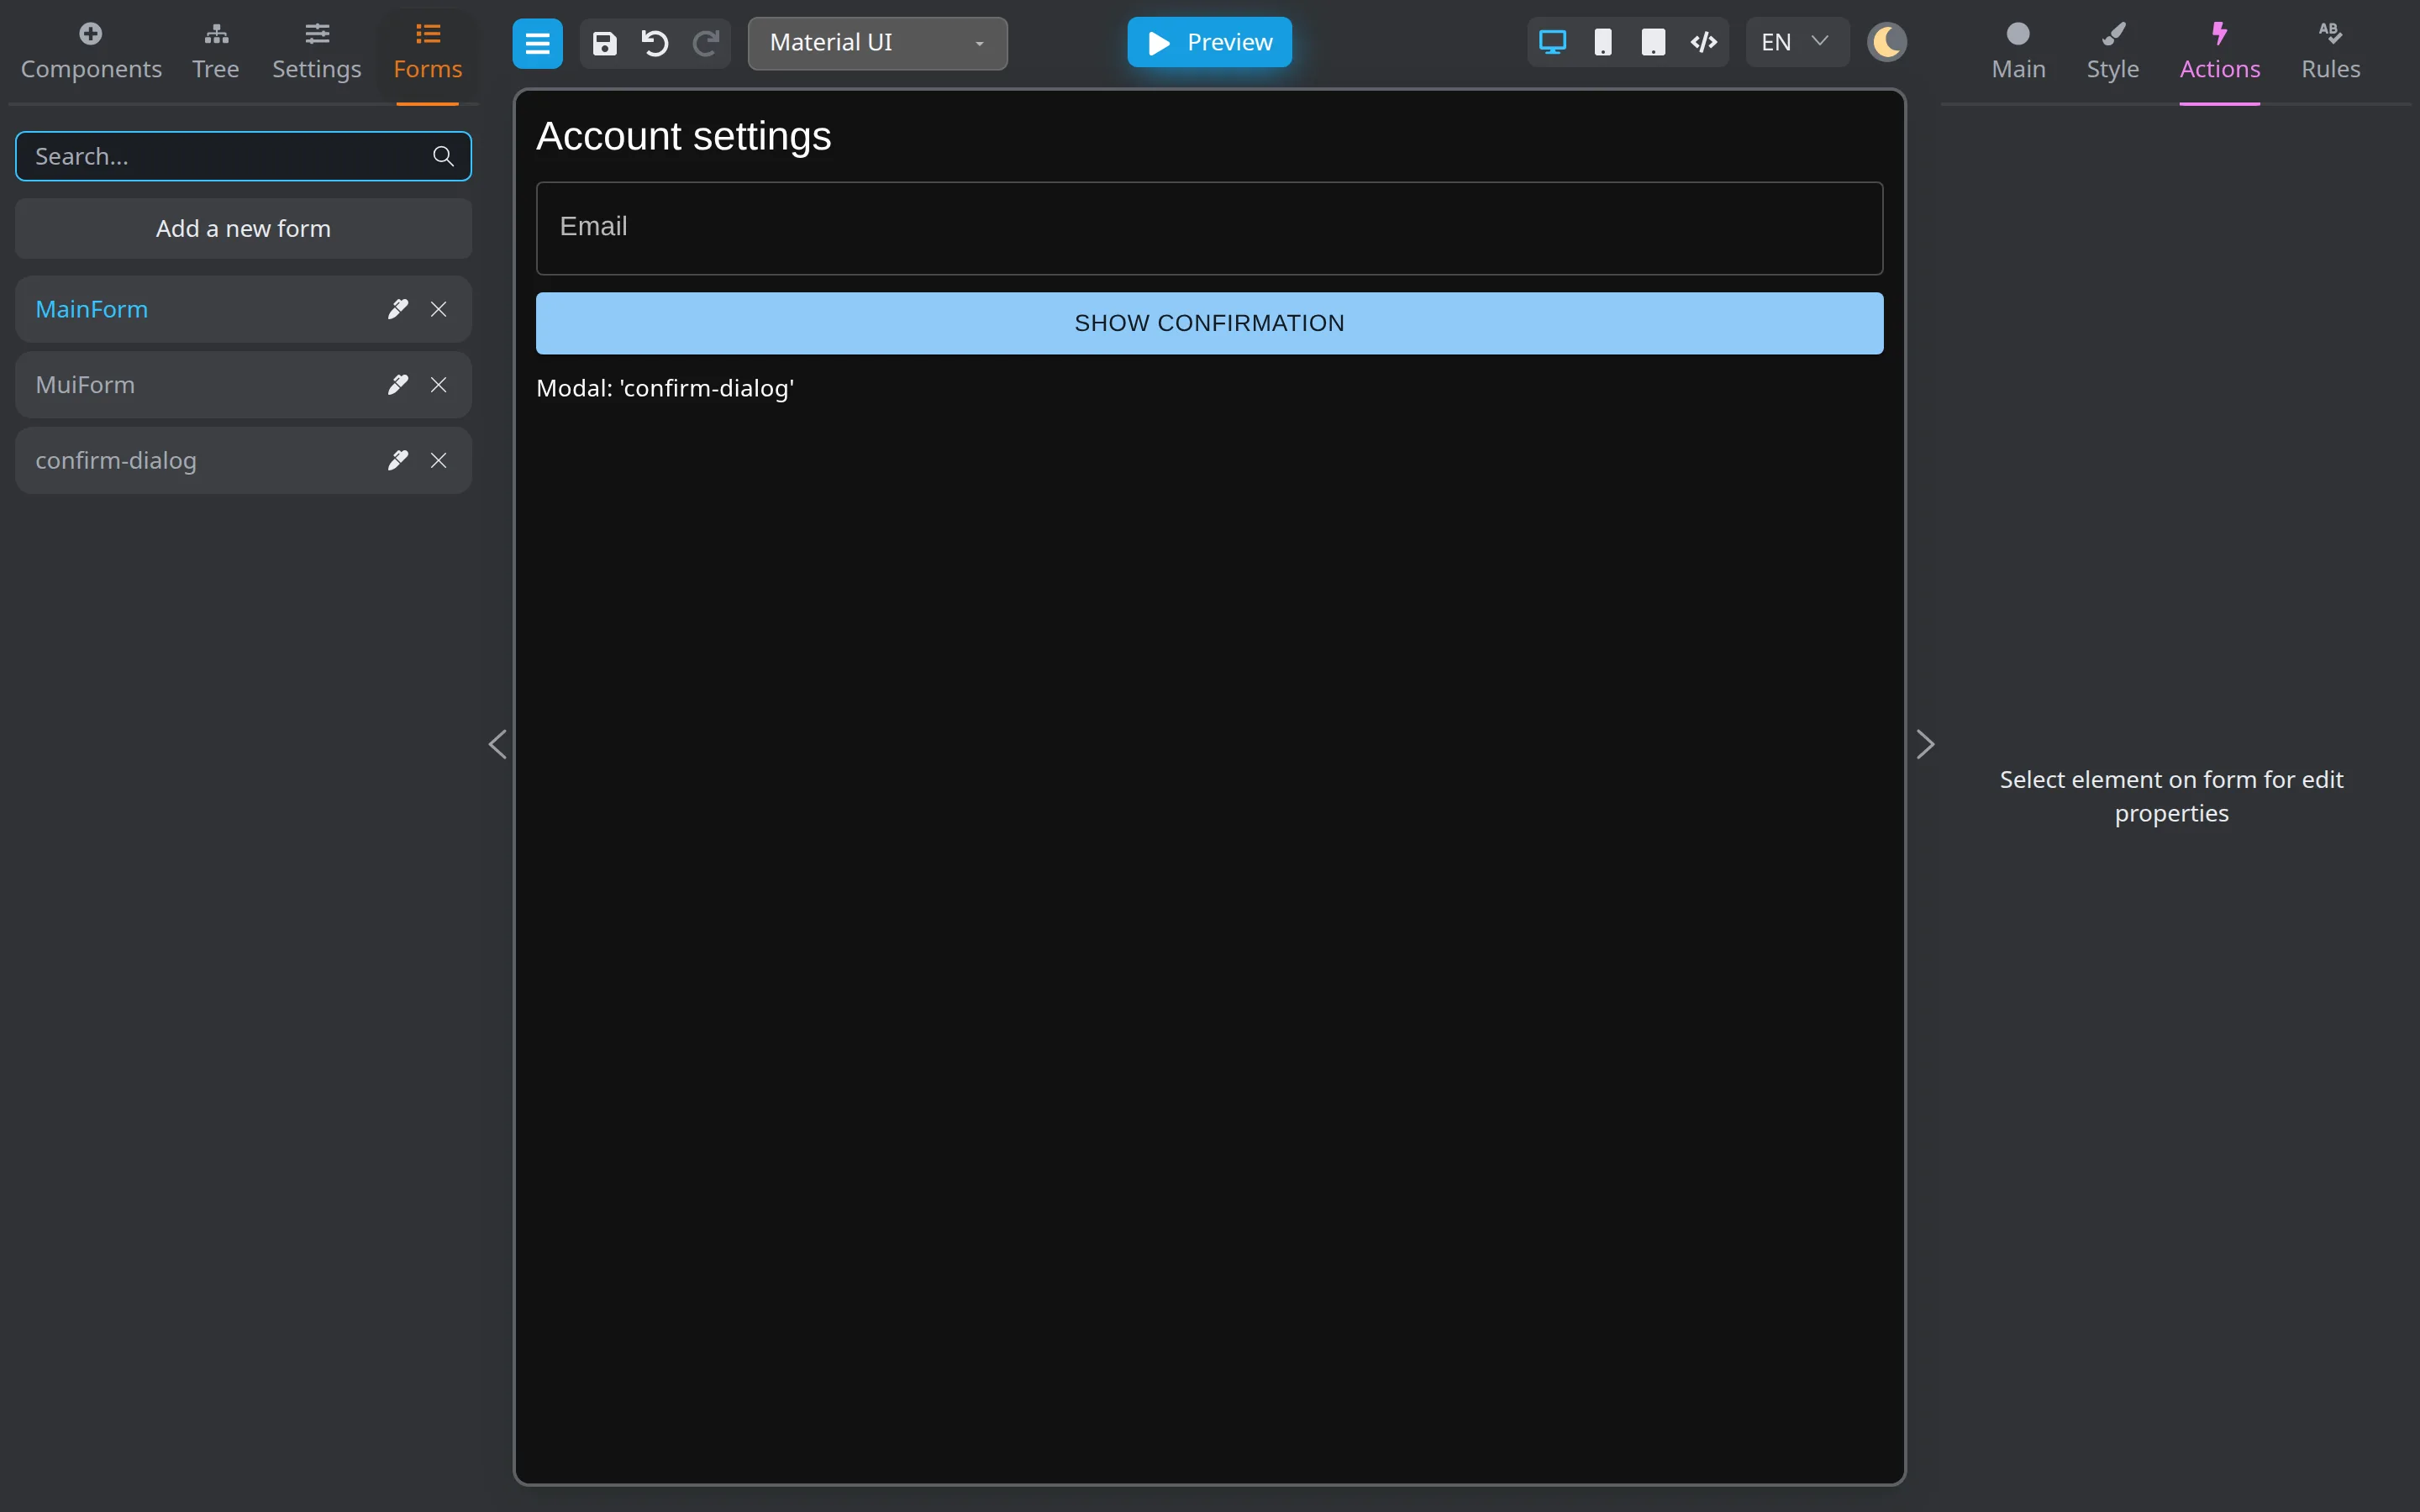 Components
Tree
Settings
Forms
Material UI
Preview
EN
Main
Style
Actions
AB
Rules
Search...
Add a new form
MainForm
MuiForm
confirm-dialog
Account settings
Email
SHOW CONFIRMATION
Modal: 'confirm-dialog'
Select element on form for edit
properties